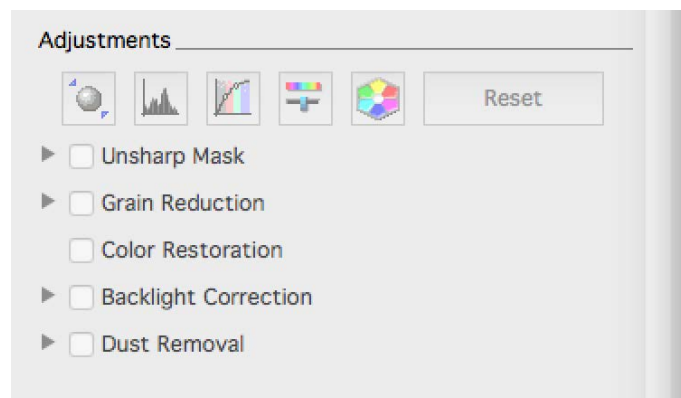 Adjustments
Reset
Unsharp Mask
Grain Reduction
Color Restoration
Backlight Correction
Dust Removal